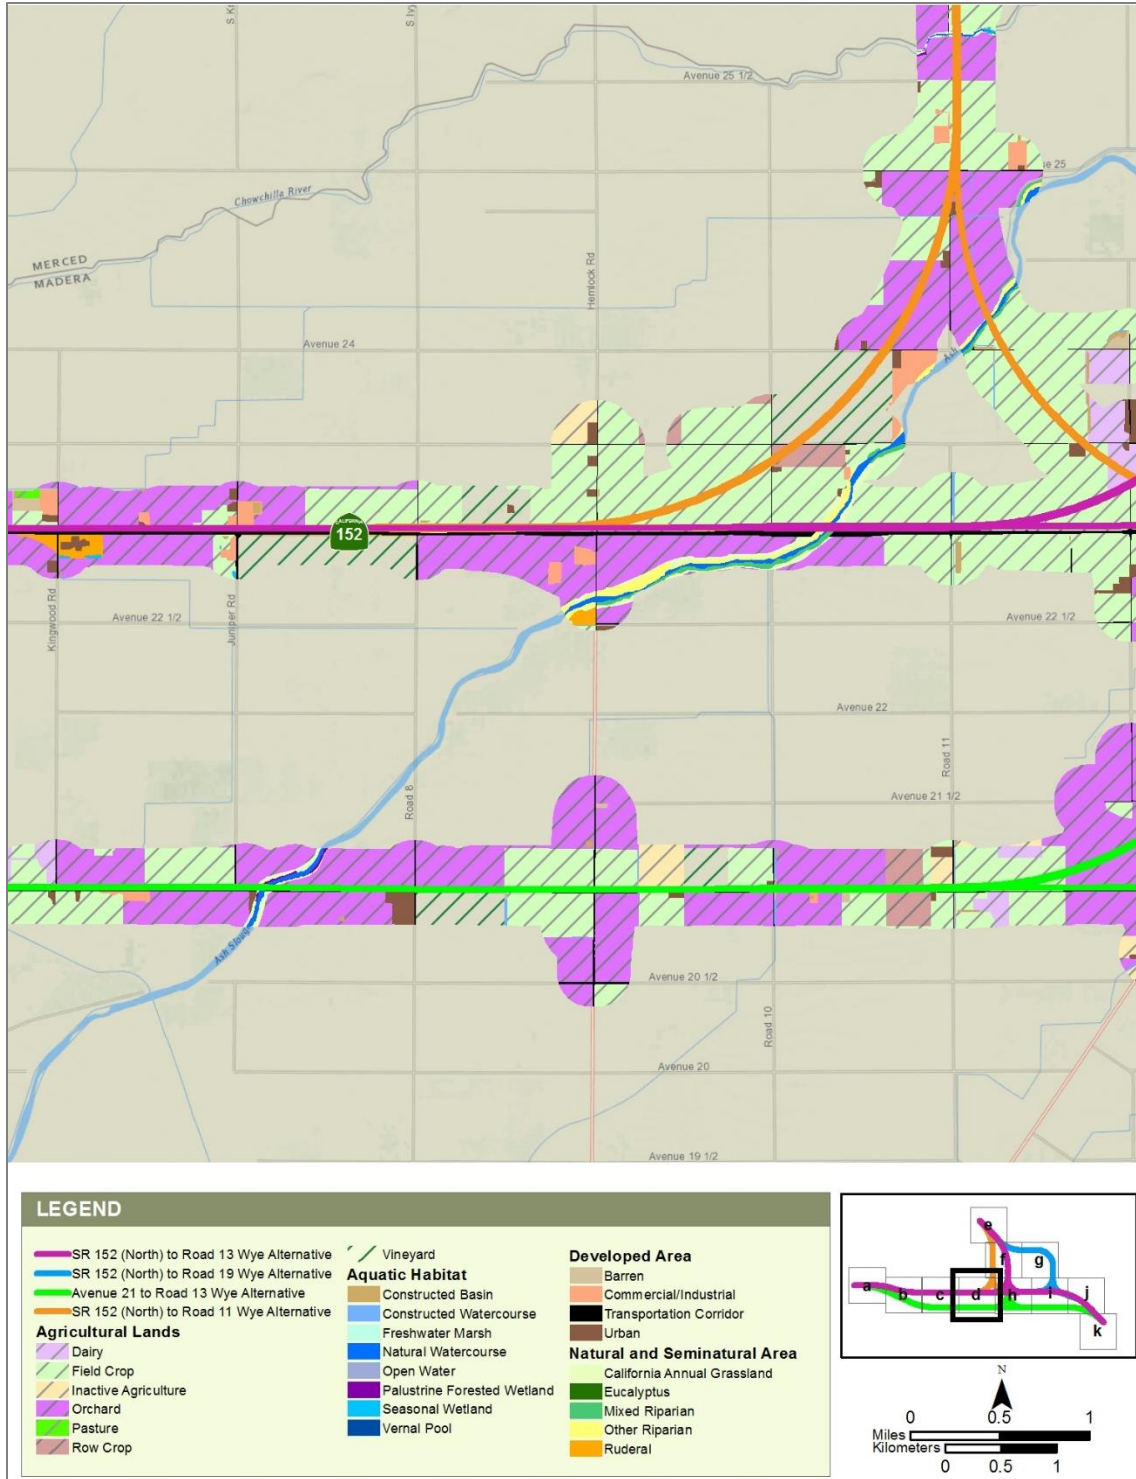 S Kr
S Ivy
Avenue 25 1/2
ie 25
Chowchilla River
MERCED
MADERA
Hemlock Rd
Avenue 24
Ash
CALIFORNIA
152
Kingwood Rd
Juniper Rd
Avenue 22 1/2
Avenue 22 1/2
Avenue 22
Road 8
Road 11
Avenue 21 1/2
Ash Sloug
Avenue 20 1/2
Road 10
Avenue 20
Avenue 19 1/2
LEGEND
SR 152 (North) to Road 13 Wye Alternative
SR 152 (North) to Road 19 Wye Alternative
Avenue 21 to Road 13 Wye Alternative
SR 152 (North) to Road 11 Wye Alternative
Agricultural Lands
Dairy
Field Crop
Inactive Agriculture
Orchard
Pasture
Row Crop
Vineyard
Aquatic Habitat
Constructed Basin
Constructed Watercourse
Freshwater Marsh
Natural Watercourse
Open Water
Palustrine Forested Wetland
Seasonal Wetland
Vernal Pool
Developed Area
Barren
Commercial/Industrial
Transportation Corridor
Urban
Natural and Seminatural Area
California Annual Grassland
Eucalyptus
Mixed Riparian
Other Riparian
Ruderal
e
f
g
a
b
c
d
h
i
j
k
N
0 0.5 1
Miles
Kilometers
0 0.5 1